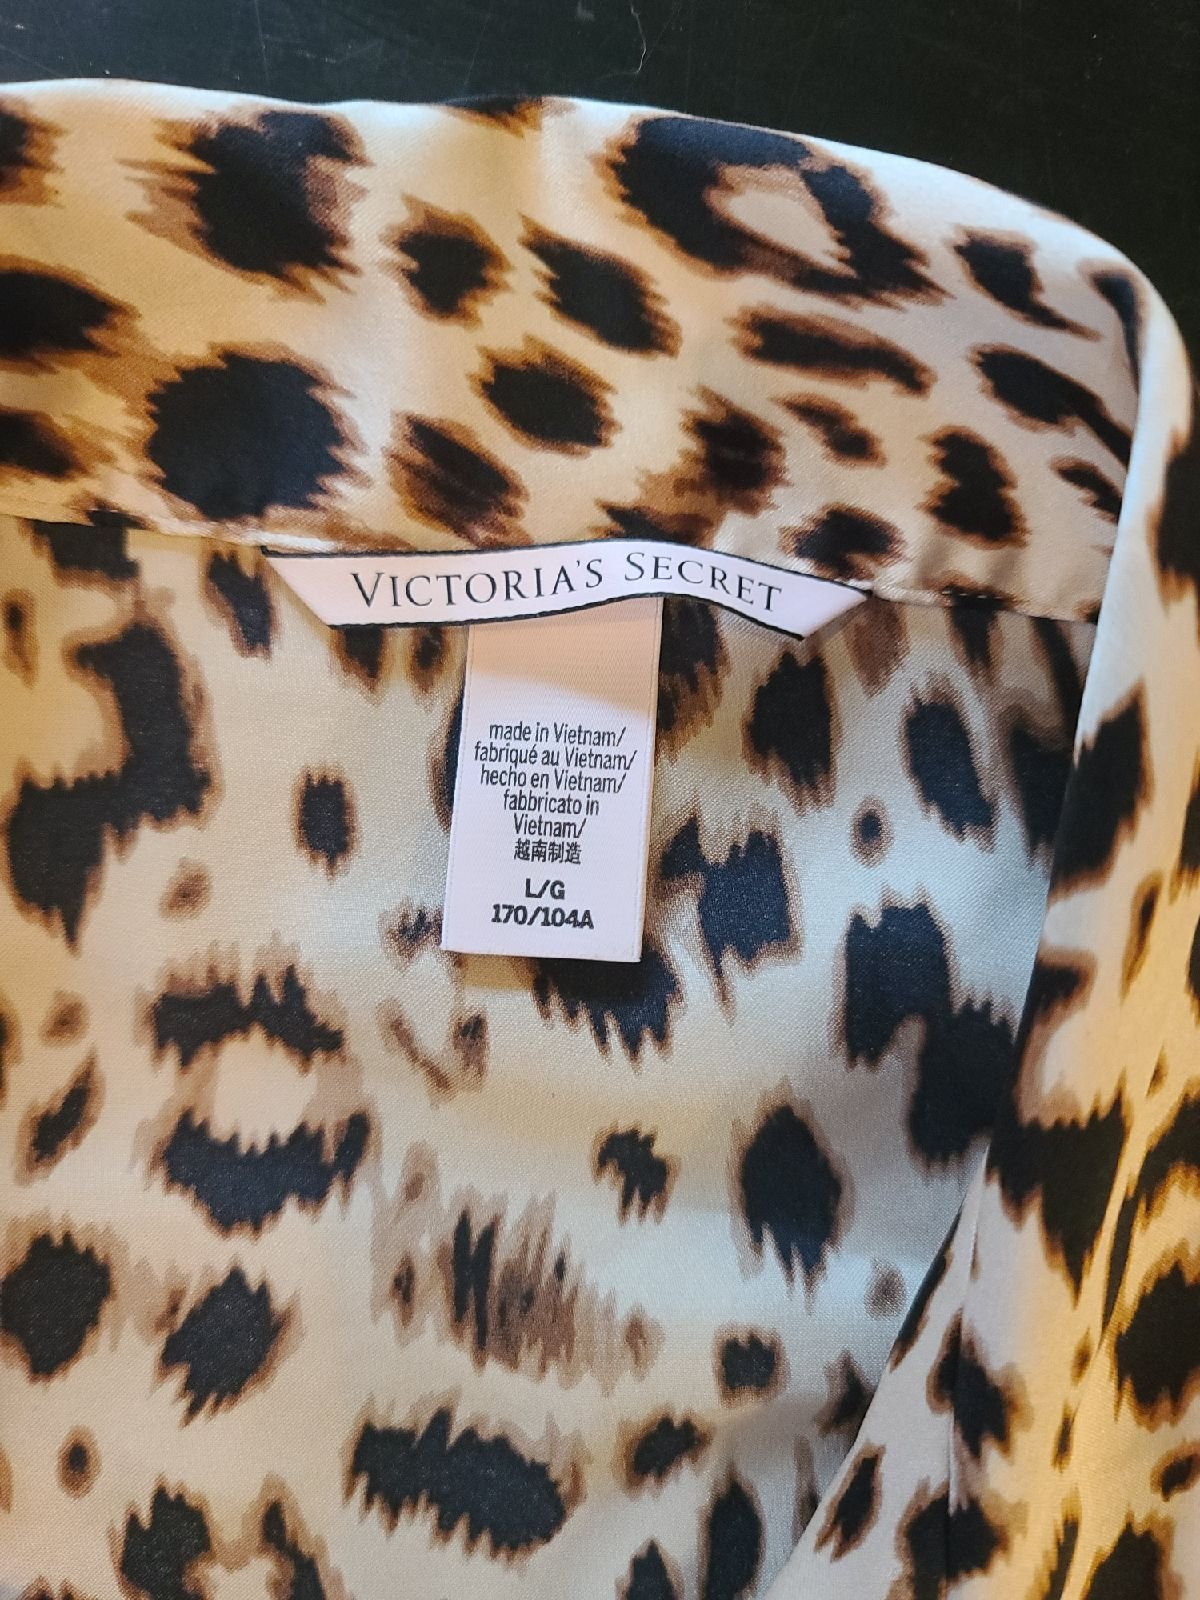 VICTORIA'S SECRET
made in Vietnam/
fabriqué au Vietnam/
hecho en Vietnam/
fabbricato in
Vietnam/
越南制造
L/G
170/104A